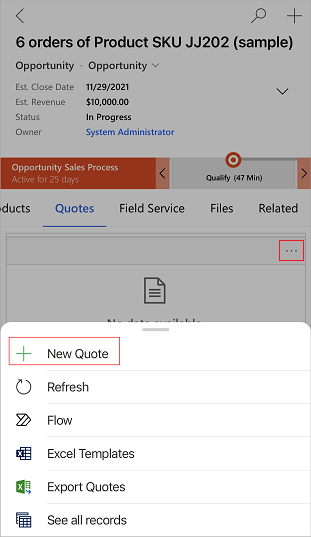 6 orders of Product SKU JJ202 (sample)
Opportunity · Opportunity
Est. Close Date 11/29/2021
Est. Revenue $10,000.00
Status In Progress
Owner System Administrator
Opportunity Sales Process
Active for 25 days
Qualify (47 Min)
oducts Quotes Field Service Files Related
...
No data available
New Quote
Refresh
Flow
Excel Templates
Export Quotes
See all records